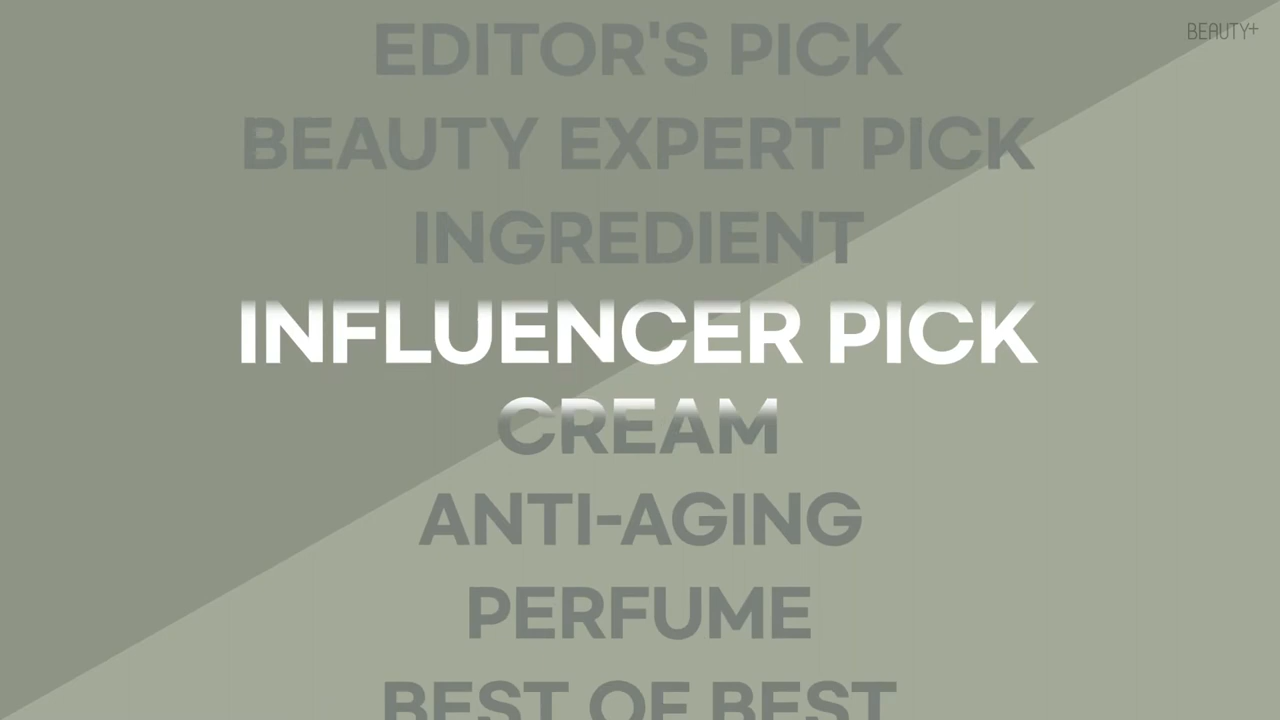 BEAUTY+
EDITOR'S PICK
BEAUTY EXPERT PICK
INGREDIENT
INFLUENCER PICK
CREAM
ANTI-AGING
PERFUME
BEST OF BEST